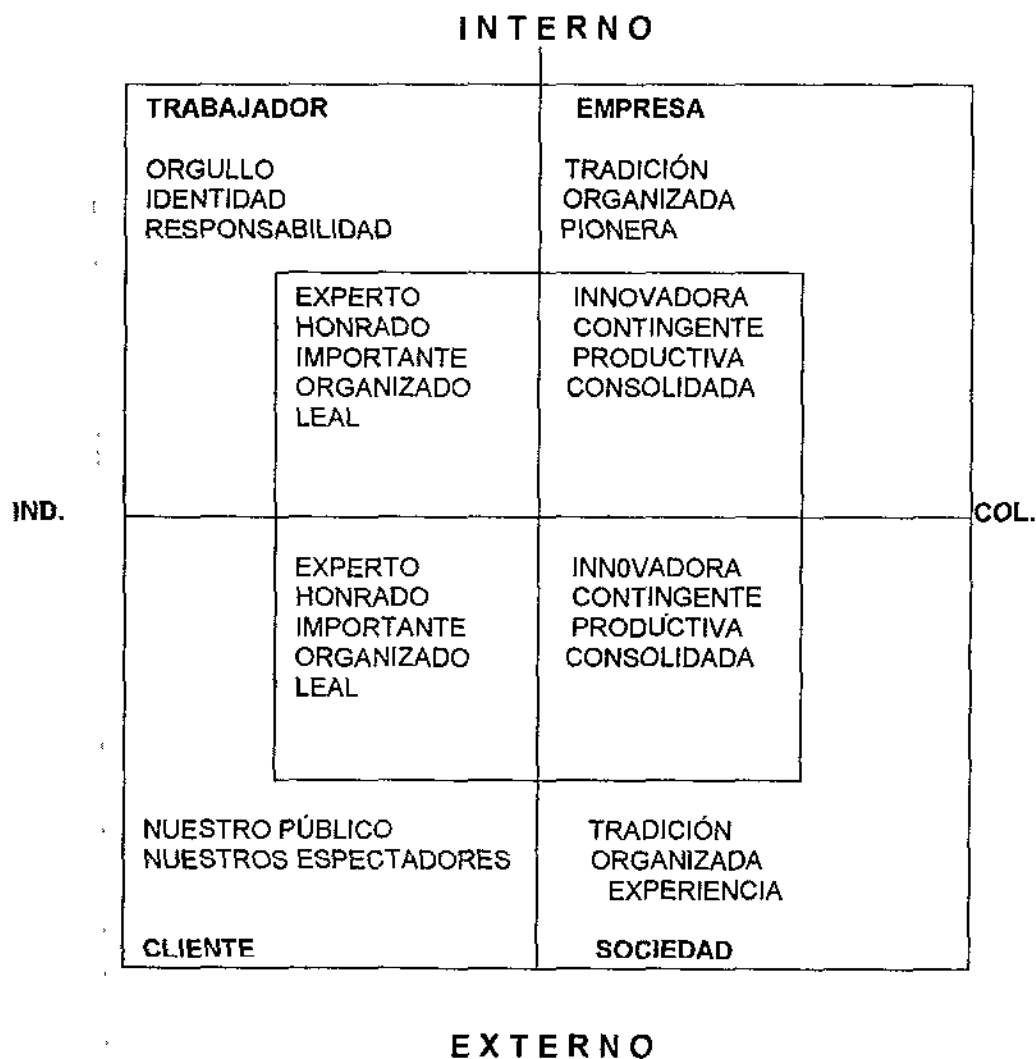 INTERNO
TRABAJADOR
ORGULLO
IDENTIDAD
RESPONSABILIDAD
EMPRESA
TRADICIÓN
ORGANIZADA
PIONERA
EXPERTO
HONRADO
IMPORTANTE
ORGANIZADO
LEAL
INNOVADORA
CONTINGENTE
PRODUCTIVA
CONSOLIDADA
IND.
COL.
EXPERTO
HONRADO
IMPORTANTE
ORGANIZADO
LEAL
INN0VADORA
CONTINGENTE
PRODUCTIVA
CONSOLIDADA
NUESTRO PÚBLICO
NUESTROS ESPECTADORES
CLIENTE
TRADICIÓN
ORGANIZADA
EXPERIENCIA
SOCIEDAD
EXTERNO